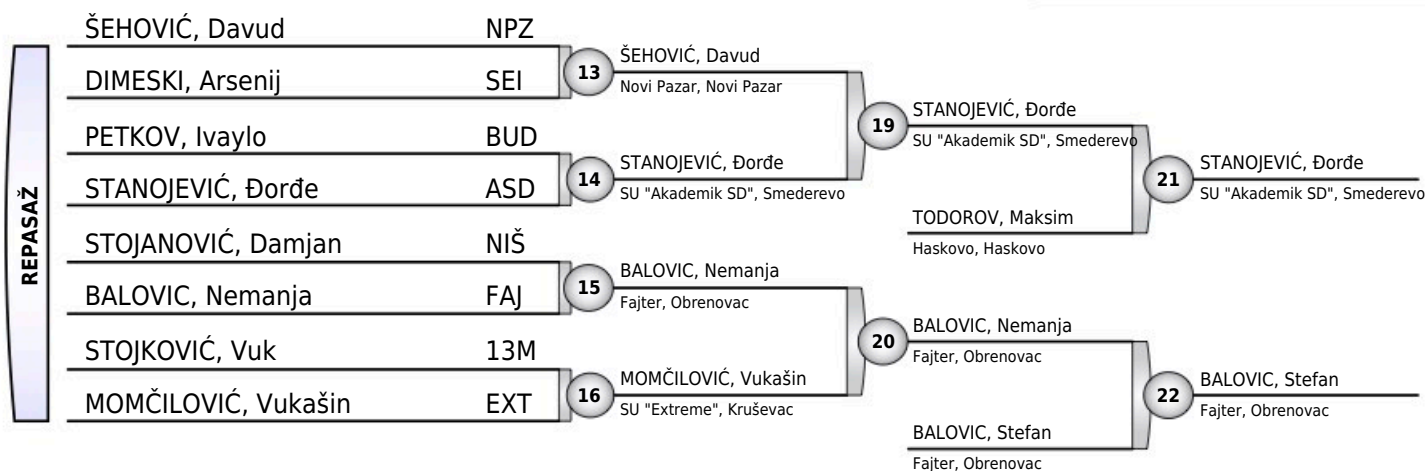 REPASAŽ
ŠEHOVIĆ, Davud NPZ
DIMESKI, Arsenij SEI
PETKOV, Ivaylo BUD
STANOJEVIĆ, Đorđe ASD
STOJANOVIĆ, Damjan NIŠ
BALOVIC, Nemanja FAJ
STOJKOVIĆ, Vuk 13M
MOMČILOVIĆ, Vukašin EXT
13
ŠEHOVIĆ, Davud
Novi Pazar, Novi Pazar
14
STANOJEVIĆ, Đorđe
SU "Akademik SD", Smederevo
15
BALOVIC, Nemanja
Fajter, Obrenovac
16
MOMČILOVIĆ, Vukašin
SU "Extreme", Kruševac
19
STANOJEVIĆ, Đorđe
SU "Akademik SD", Smederevo
TODOROV, Maksim
Haskovo, Haskovo
20
BALOVIC, Nemanja
Fajter, Obrenovac
BALOVIC, Stefan
Fajter, Obrenovac
21
STANOJEVIĆ, Đorđe
SU "Akademik SD", Smederevo
22
BALOVIC, Stefan
Fajter, Obrenovac